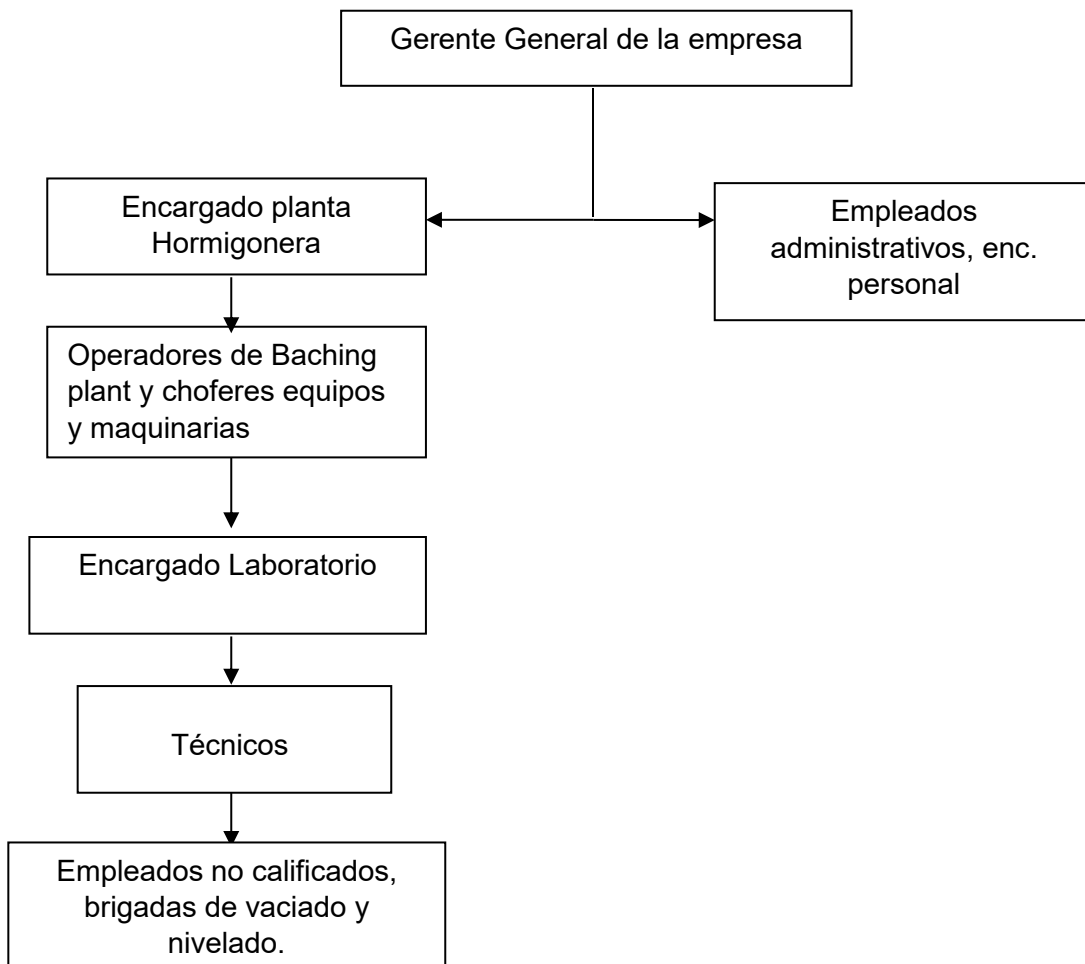 Gerente General de la empresa
Encargado planta
Hormigonera
Empleados
administrativos, enc.
personal
Operadores de Baching
plant y choferes equipos
y maquinarias
Encargado Laboratorio
Técnicos
Empleados no calificados,
brigadas de vaciado y
nivelado.